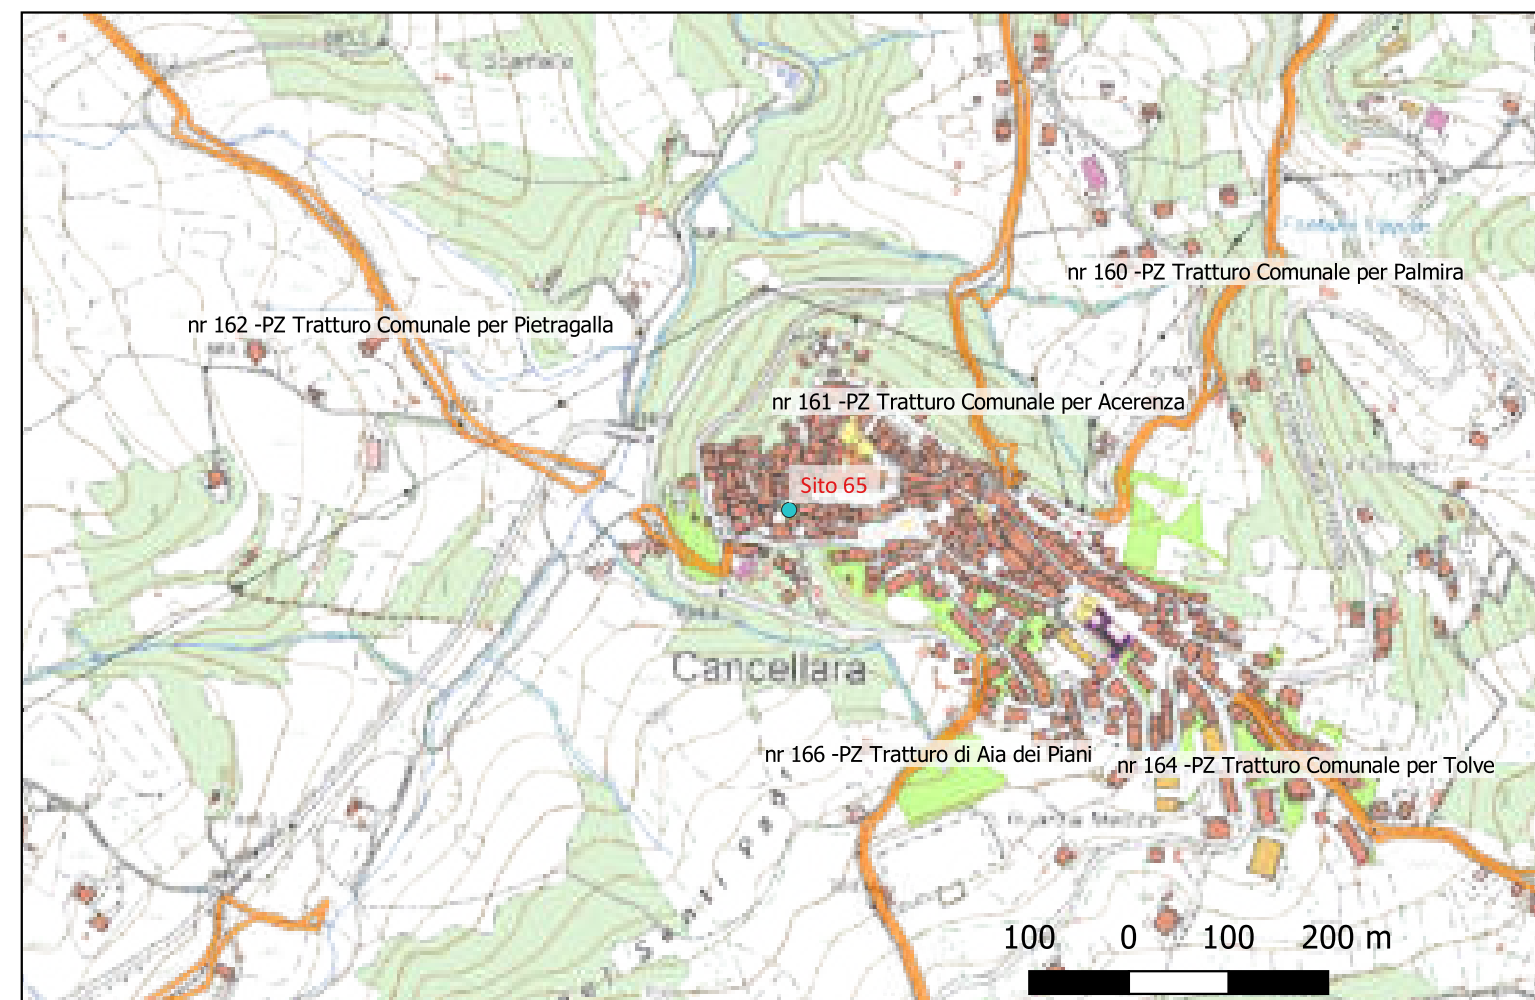 nr 160 -PZ Tratturo Comunale per Palmira
nr 162 -PZ Tratturo Comunale per Pietragalla
nr 161 -PZ Tratturo Comunale per Acerenza
Sito 65
Cancellara
nr 166 -PZ Tratturo di Aia dei Piani
nr 164 -PZ Tratturo Comunale per Tolve
100 0 100 200 m